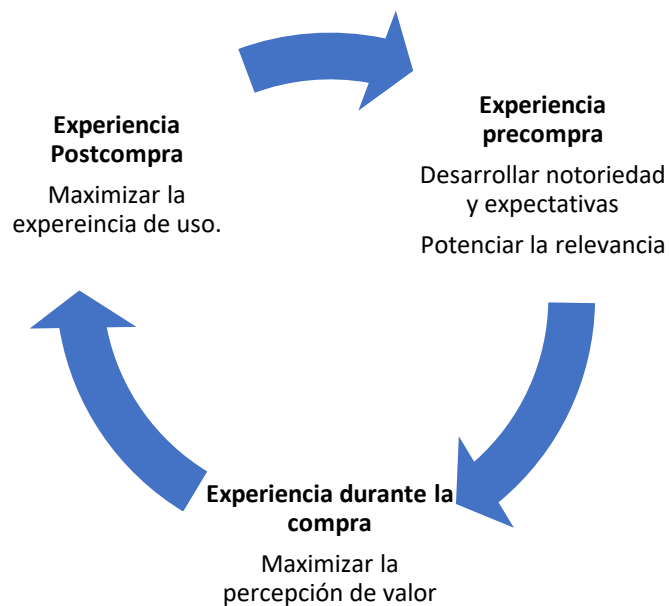 Experiencia
Postcompra
Maximizar la
expereincia de uso.
Experiencia
precompra
Desarrollar notoriedad
y expectativas
Potenciar la relevancia
Experiencia durante la
compra
Maximizar la
percepción de valor